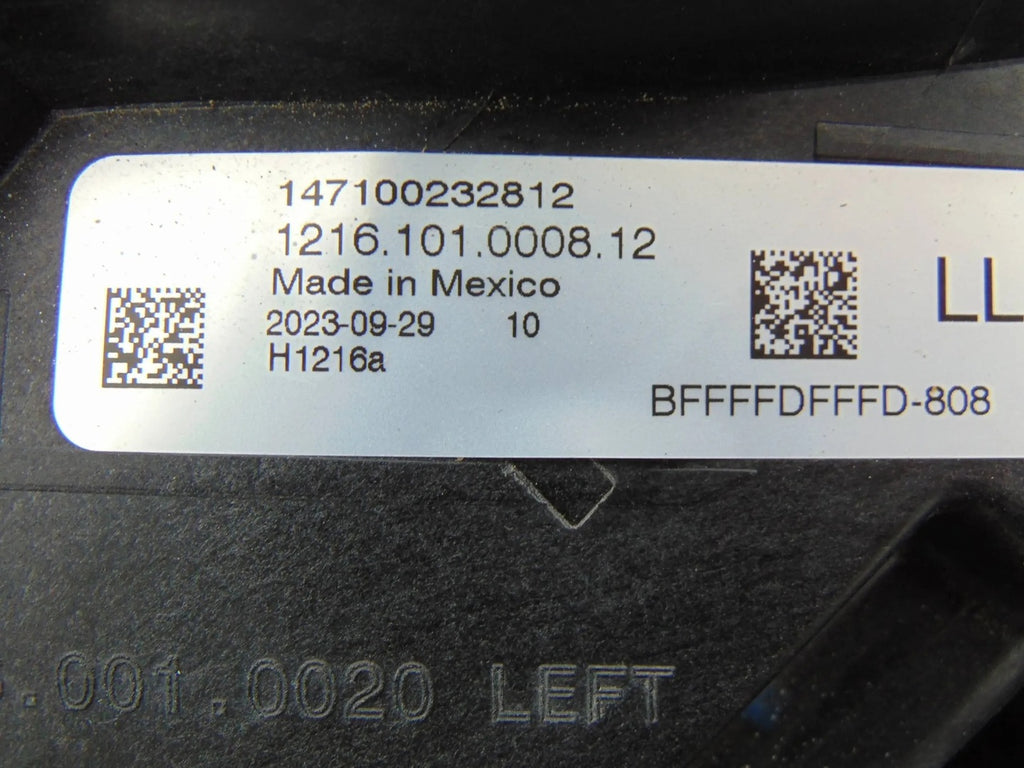 147100232812
1216.101.0008.12
Made in Mexico
2023-09-29 10
H1216a
LL
BFFFFDFFFD-808
.001.0020 LEFT